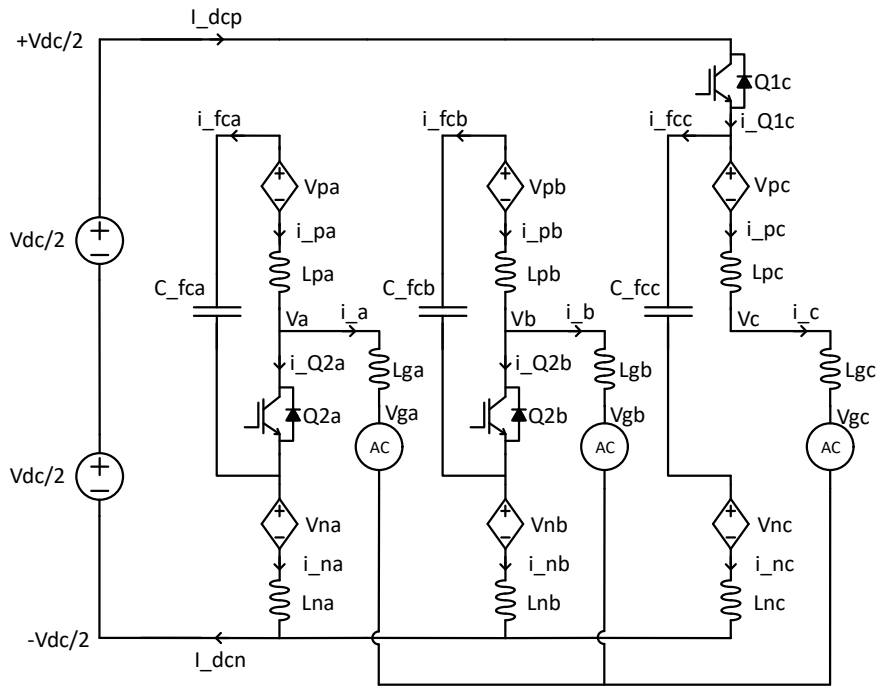 I_dcp
+Vdc/2
Q1c
i_fca
i_fcb
i_fcc
i_Q1c
+
−
Vpa
+
−
Vpb
+
−
Vpc
i_pa
i_pb
i_pc
+
−
Vdc/2
Lpa
Lpb
Lpc
C_fca
C_fcb
C_fcc
Va
i_a
Vb
i_b
Vc
i_c
i_Q2a
i_Q2b
Lga
Lgb
Lgc
Q2a
Vga
Q2b
Vgb
Vgc
AC
AC
AC
Vdc/2
+
−
+
−
Vna
+
−
Vnb
+
−
Vnc
i_na
i_nb
i_nc
Lna
Lnb
Lnc
-Vdc/2
I_dcn